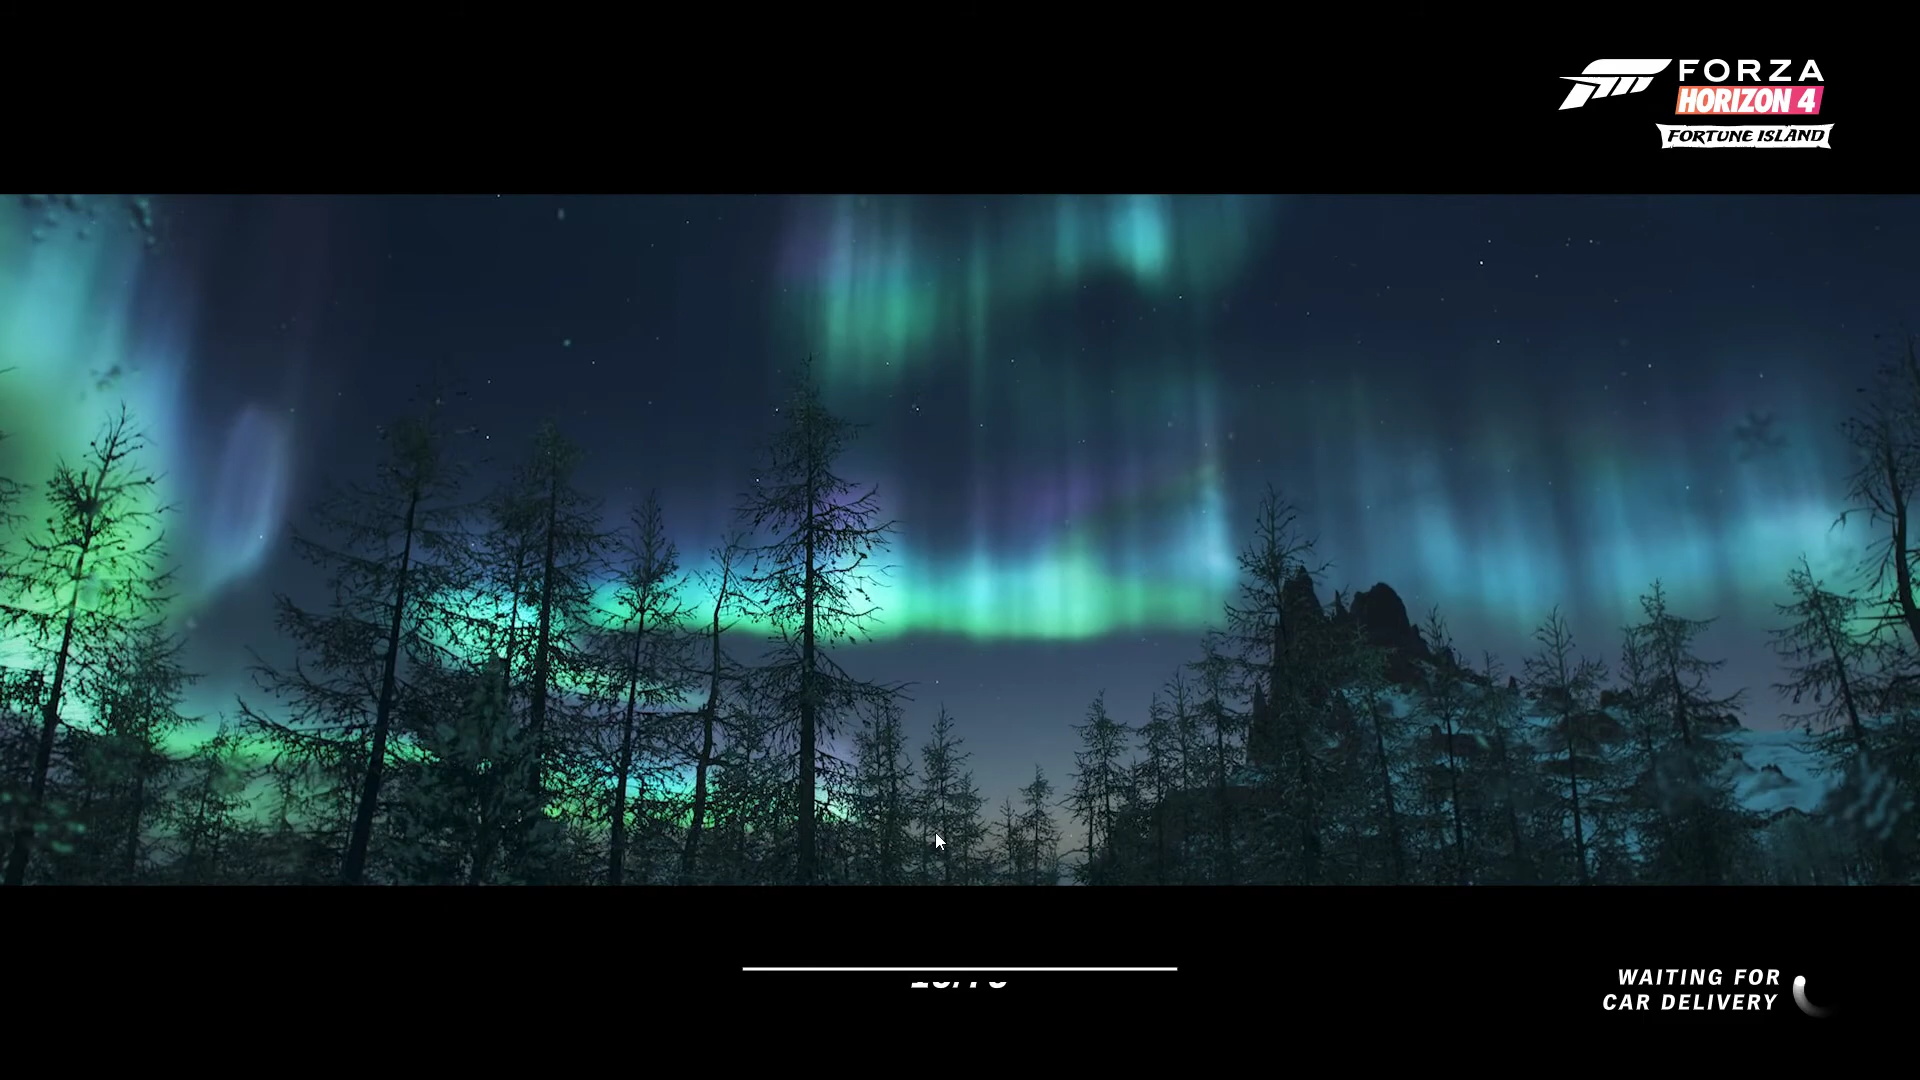 FORZA
HORIZON 4
FORTUNE ISLAND
WAITING FOR
CAR DELIVERY